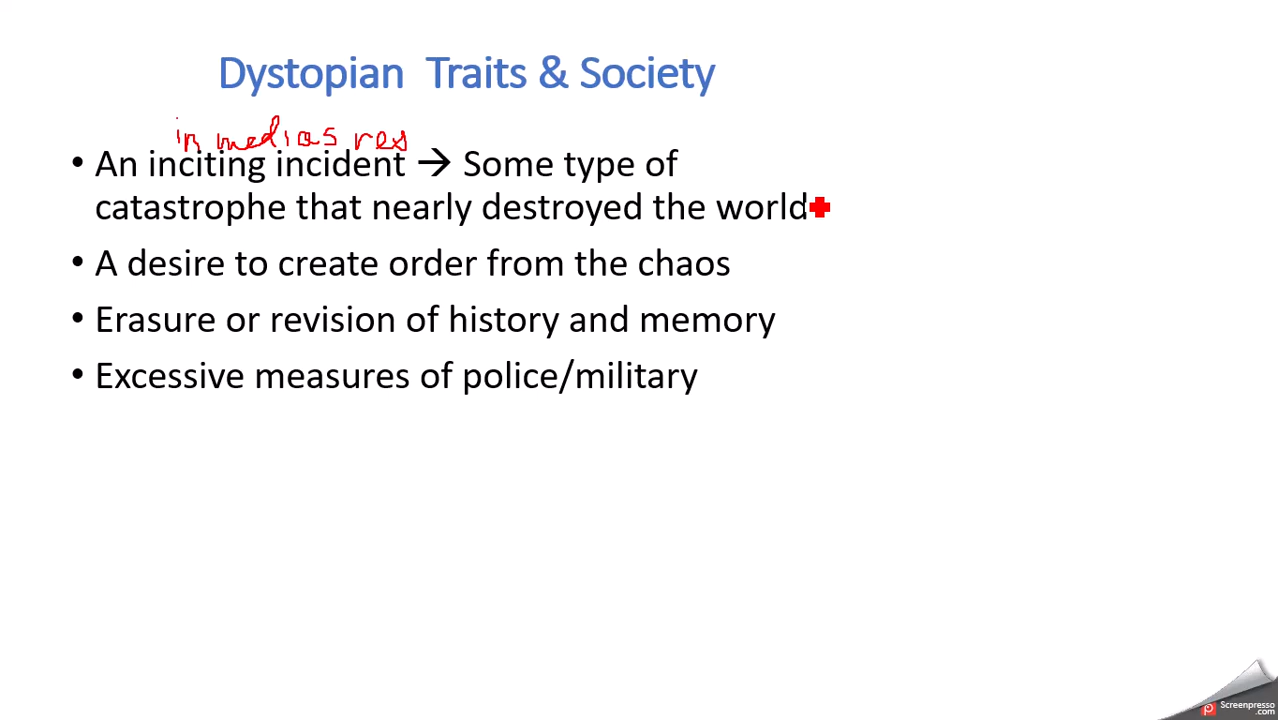 Dystopian Traits & Society
in medias res
• An inciting incident → Some type of
catastrophe that nearly destroyed the world
• A desire to create order from the chaos
• Erasure or revision of history and memory
• Excessive measures of police/military
Screenpresso
.com